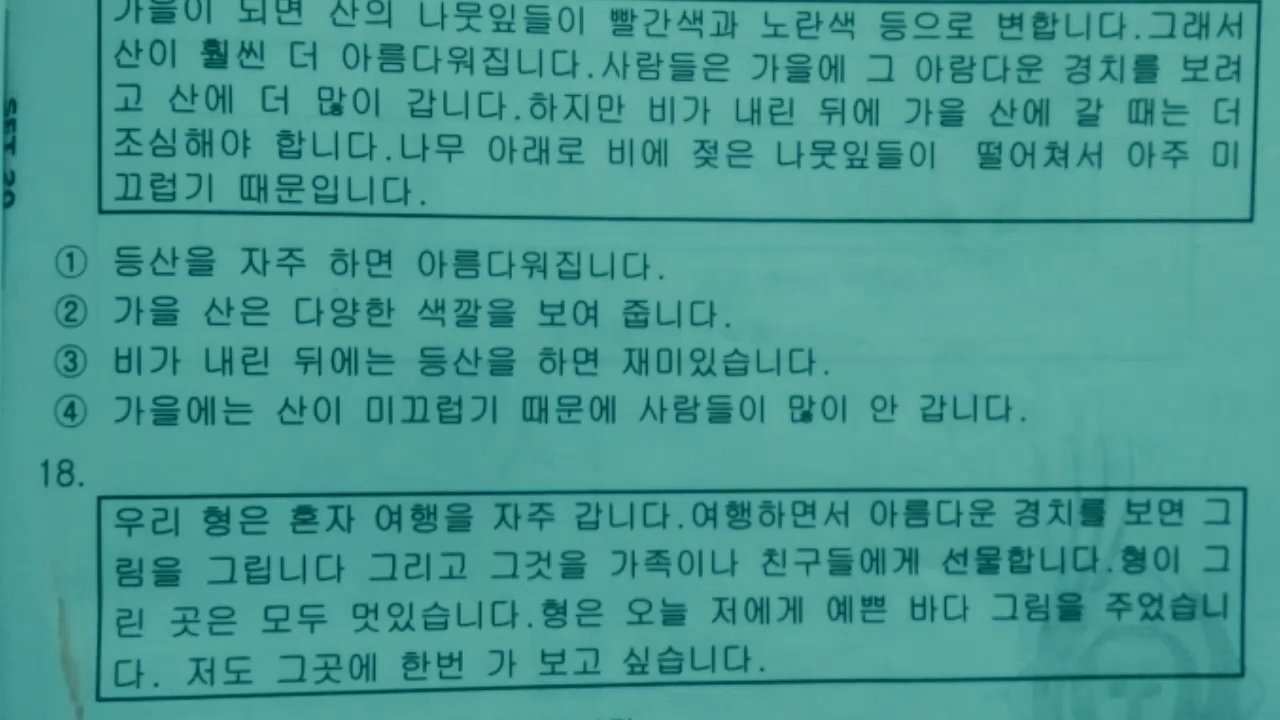 가을이 되면 산의 나뭇잎들이 빨간색과 노란색 등으로 변합니다.그래서
산이 훨씬 더 아름다워집니다.사람들은 가을에 그 아람다운 경치를 보려
고 산에 더 많이 갑니다.하지만 비가 내린 뒤에 가을 산에 갈 때는 더
조심해야 합니다.나무 아래로 비에 젖은 나뭇잎들이 떨어쳐서 아주 미
끄럽기 때문입니다.
① 등산을 자주 하면 아름다워집니다.
② 가을 산은 다양한 색깔을 보여 줍니다.
③ 비가 내린 뒤에는 등산을 하면 재미있습니다.
④ 가을에는 산이 미끄럽기 때문에 사람들이 많이 안 갑니다.
18.
우리 형은 혼자 여행을 자주 갑니다.여행하면서 아름다운 경치를 보면 그
림을 그립니다 그리고 그것을 가족이나 친구들에게 선물합니다.형이 그
린 곳은 모두 멋있습니다.형은 오늘 저에게 예쁜 바다 그림을 주었습니
다. 저도 그곳에 한번 가 보고 싶습니다.